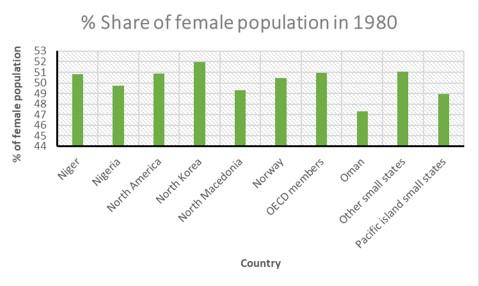 % Share of female population in 1980
% of female population
53
52
51
50
49
48
47
46
45
44
Niger
Nigeria
North America
North Korea
North Macedonia
Norway
OECD members
Oman
Other small states
Pacific island small states
Country